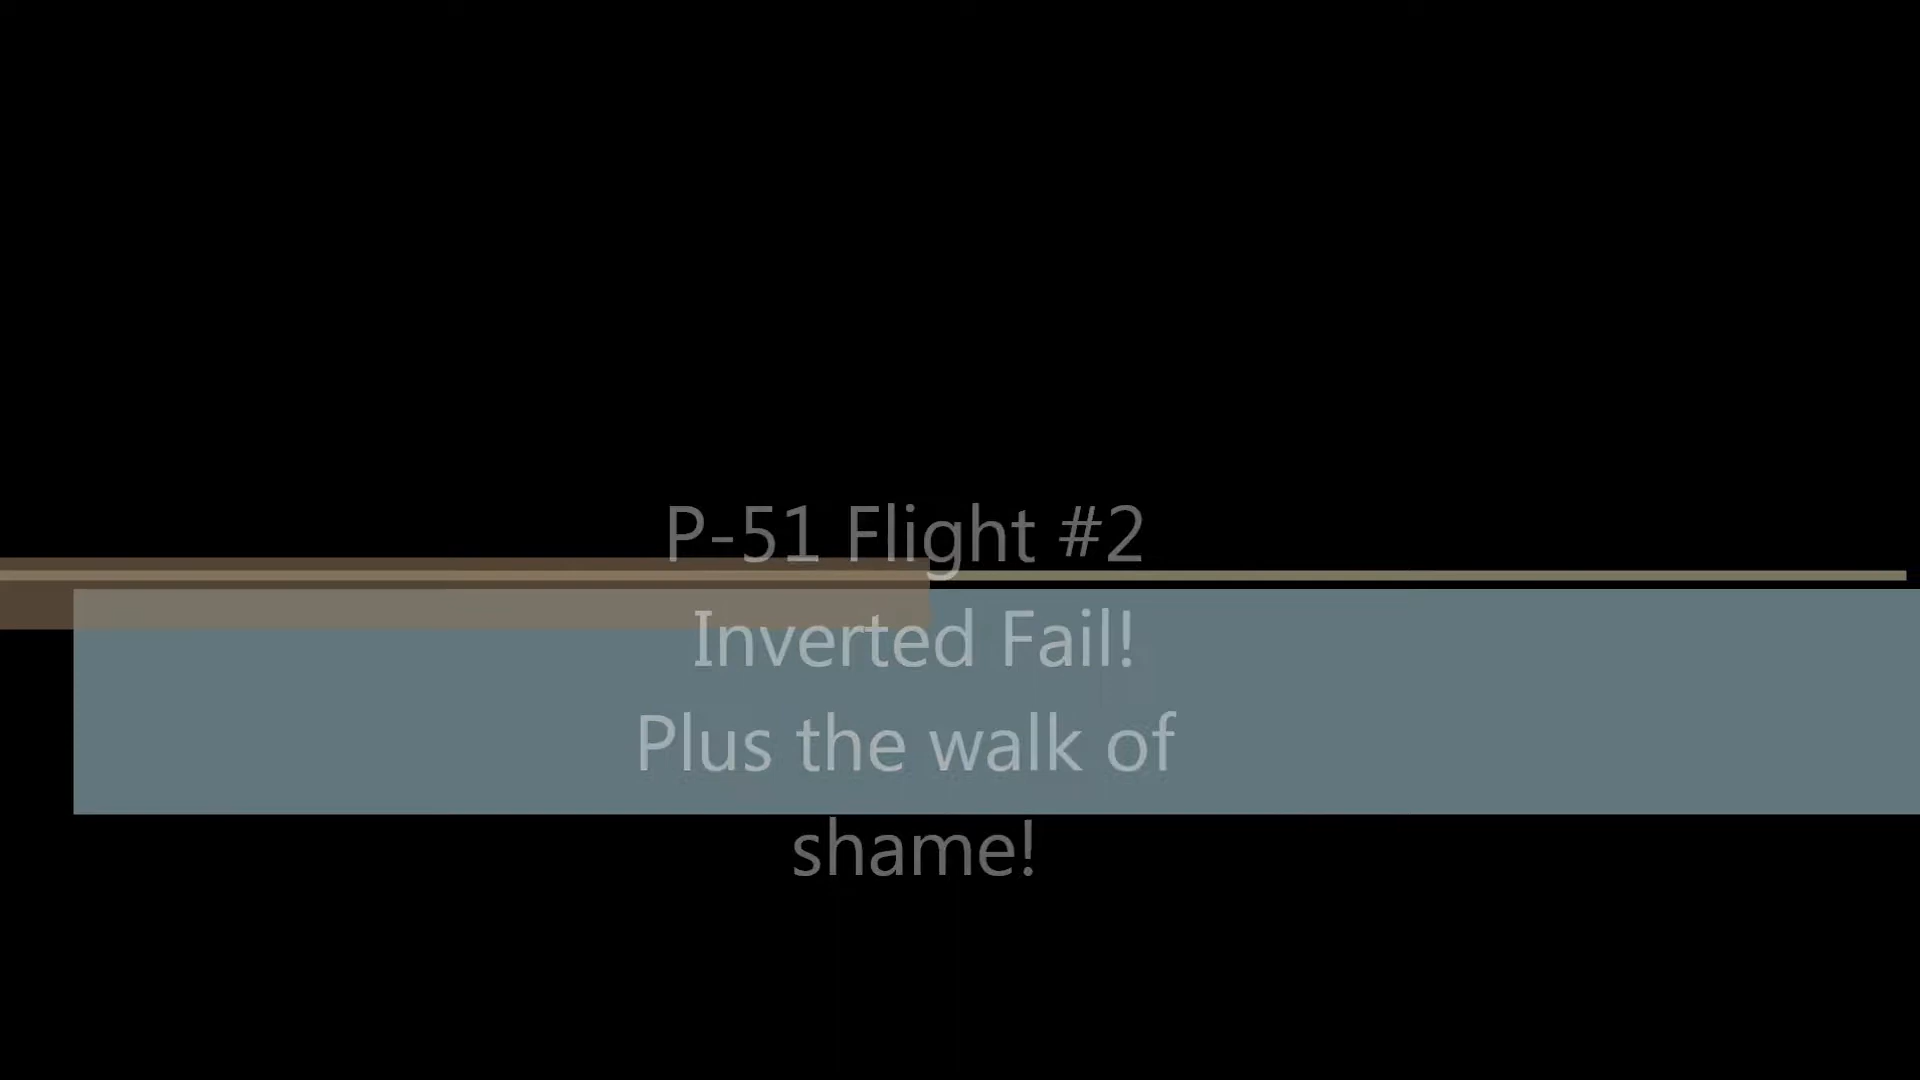 P-51 Flight #2
Inverted Fail!
Plus the walk of
shame!